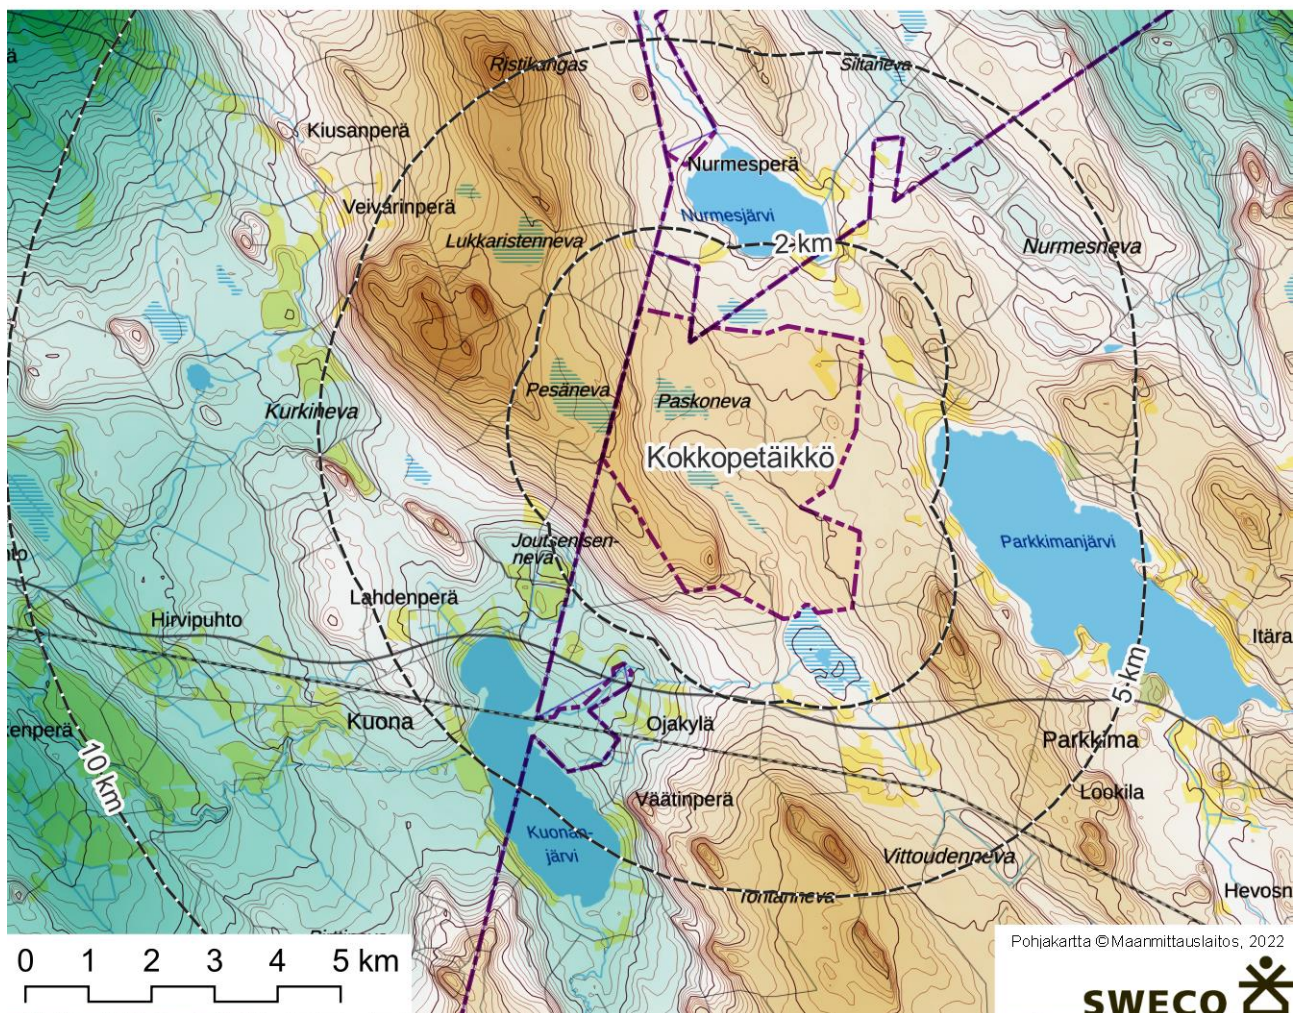 Ristikangas
Siltaneva
Kiusanperä
Nurmesperä
Veivarinperä
Nurmesjärvi
Lukkaristenneva
2 km
Nurmesneva
Pesäneva
Paskoneva
Kurkineva
Kokkopetäikkö
Joutsenisen-
neva
Parkkimanjärvi
Lahdenperä
Hirvipuhto
Itära
5 km
Kuona
Ojakylä
Parkkima
10 km
Lookila
Väätinperä
Kuonan-
järvi
Vittoudenneva
Tontanneva
Hevosn
Pohjakartta © Maanmittauslaitos, 2022
0 1 2 3 4 5 km
SWECO